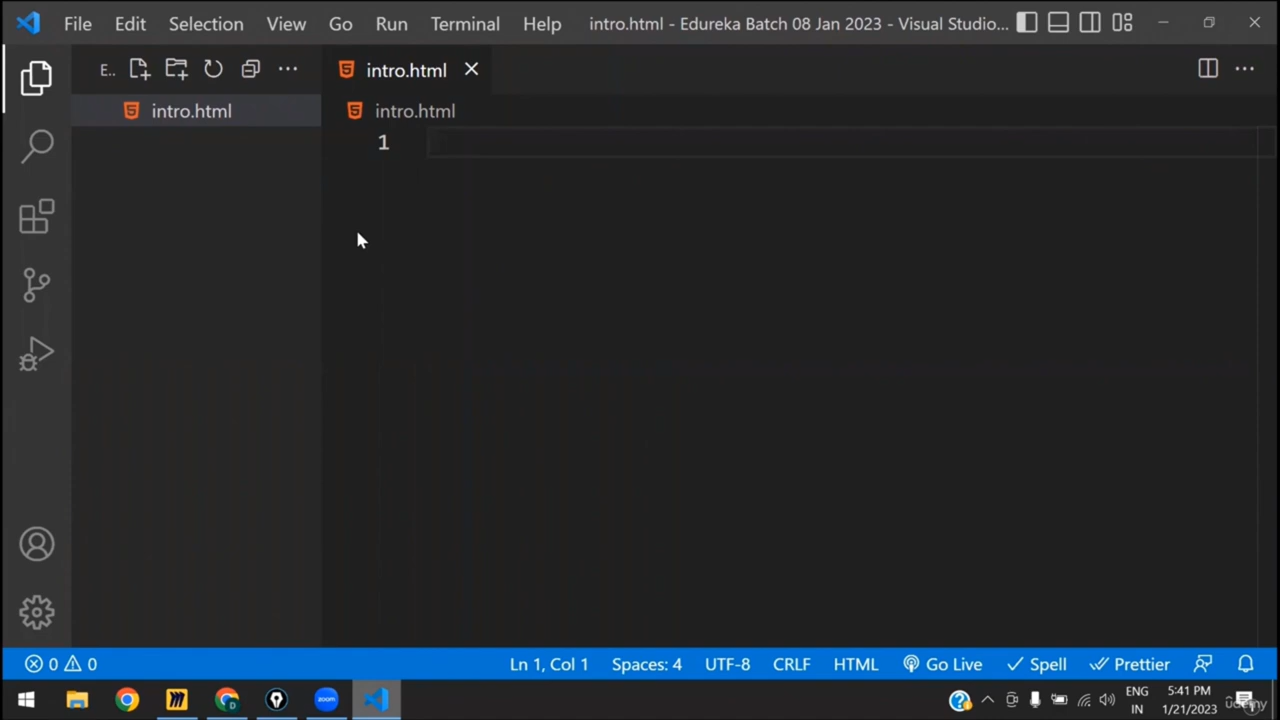 File Edit Selection View Go Run Terminal Help intro.html - Edureka Batch 08 Jan 2023 - Visual Studio...
E.. intro.html
intro.html intro.html
1
0 0 Ln 1, Col 1 Spaces: 4 UTF-8 CRLF HTML Go Live Spell Prettier
zoom ENG 5:41 PM
IN 1/21/2023 udemy